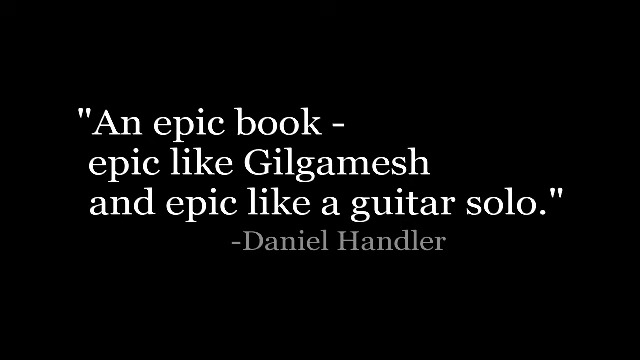 "An epic book -
epic like Gilgamesh
and epic like a guitar solo."
-Daniel Handler